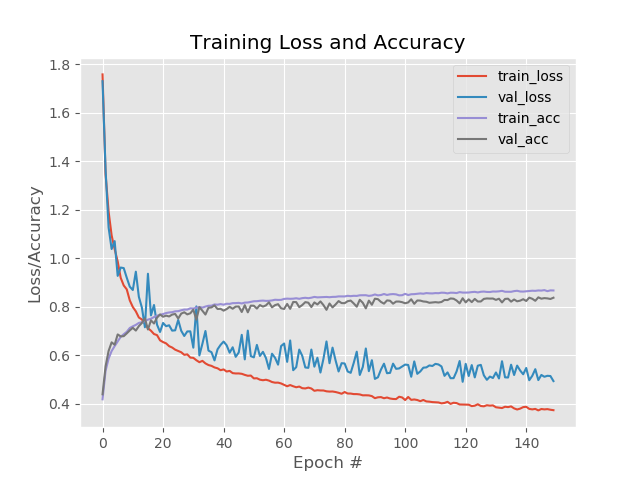 Training Loss and Accuracy
1.8
1.6
1.4
1.2
1.0
0.8
0.6
0.4
Loss/Accuracy
train_loss
val_loss
train_acc
val_acc
0 20 40 60 80 100 120 140
Epoch #